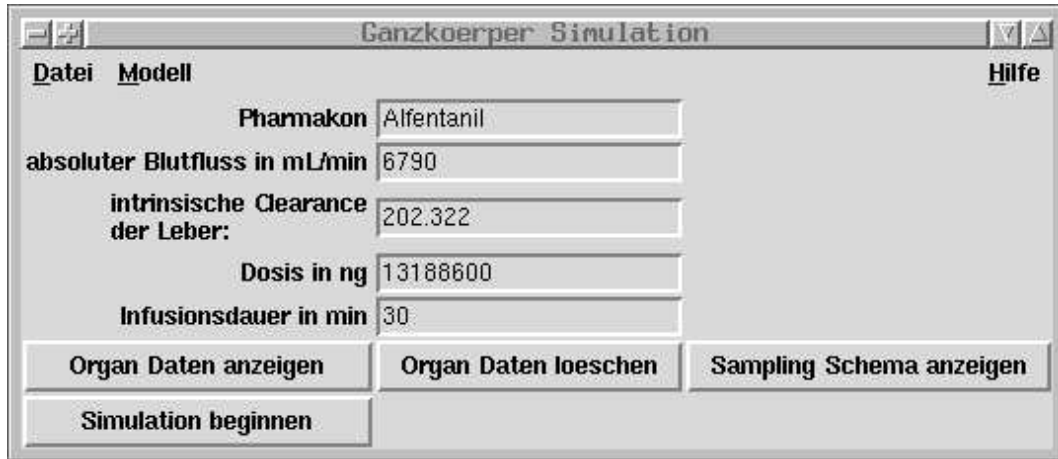 Ganzkoerper Simulation
Datei Modell Hilfe
Pharmakon Alfentanil
absoluter Blutfluss in mL/min 6790
intrinsische Clearance
der Leber: 202.322
Dosis in ng 13188600
Infusionsdauer in min 30
Organ Daten anzeigen Organ Daten loeschen Sampling Schema anzeigen
Simulation beginnen